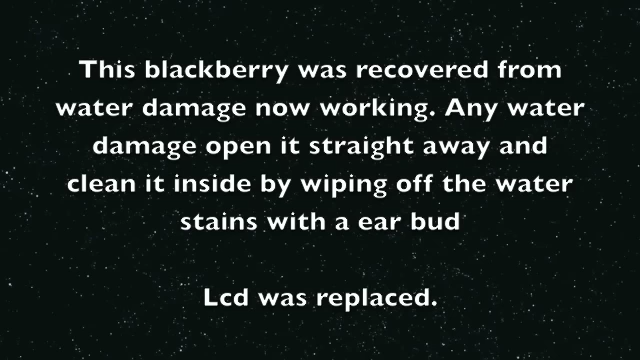 This blackberry was recovered from
water damage now working. Any water
damage open it straight away and
clean it inside by wiping off the water
stains with a ear bud
Lcd was replaced.